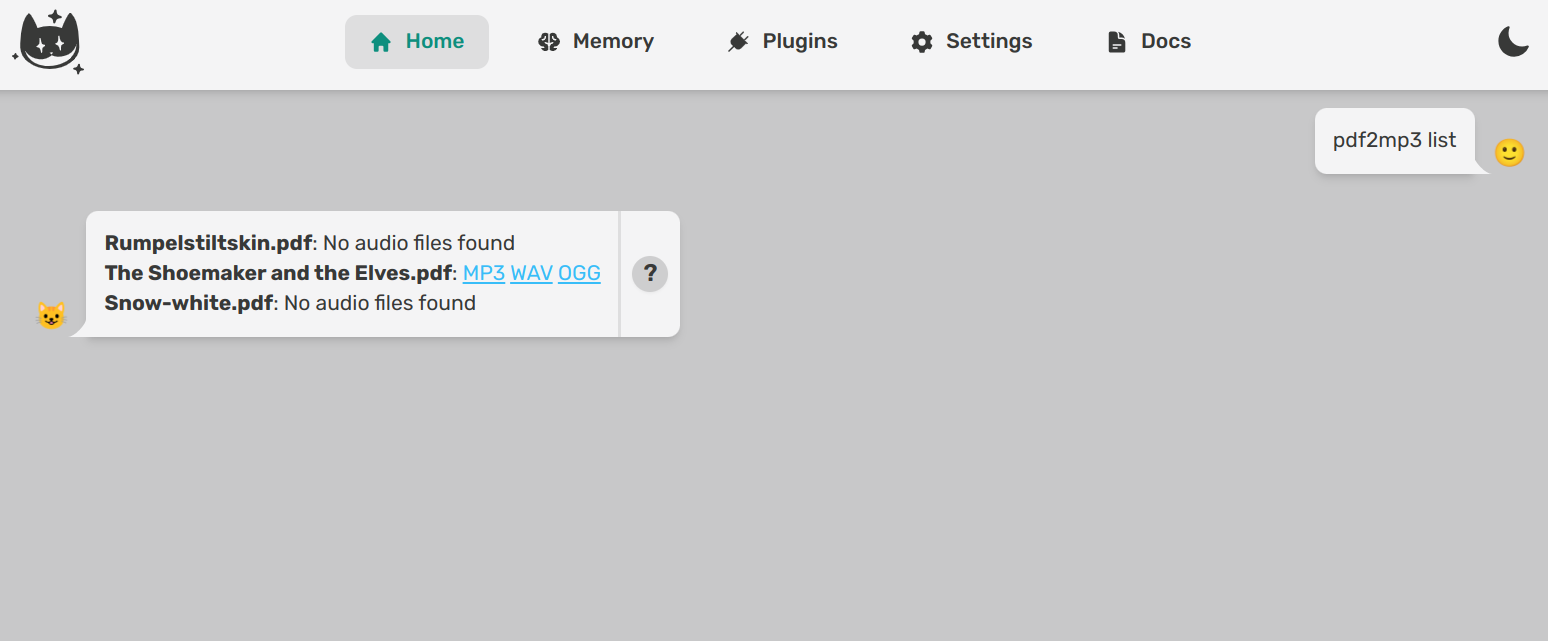 Home
Memory
Plugins
Settings
Docs
pdf2mp3 list
Rumpelstiltskin.pdf: No audio files found
The Shoemaker and the Elves.pdf: MP3 WAV OGG
Snow-white.pdf: No audio files found
?